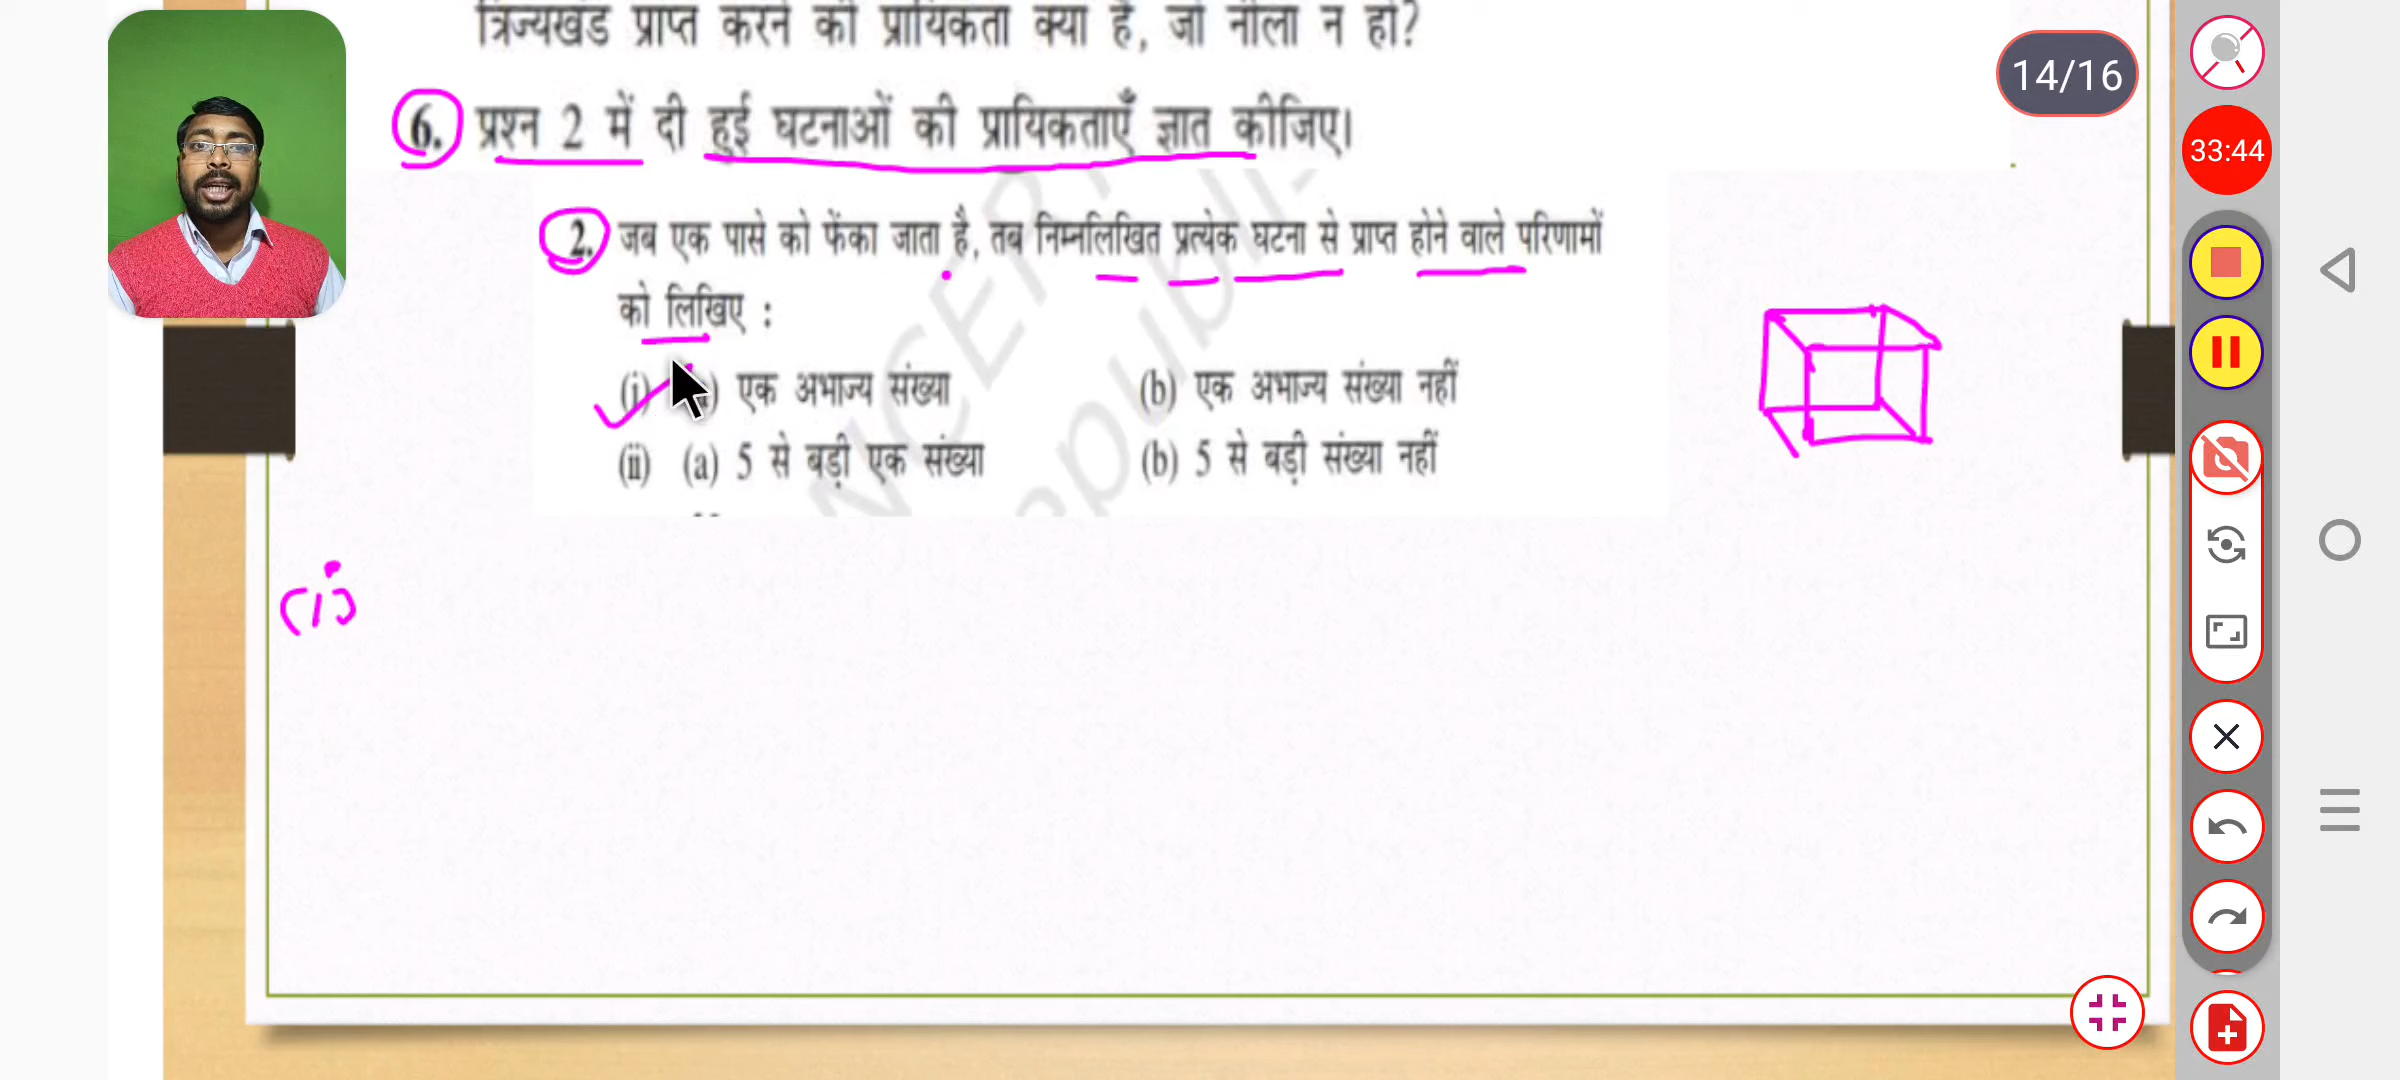 त्रिज्यखंड प्राप्त करने की प्रायिकता क्या है, जो नीला न हो?
14/16
33:44
6. प्रश्न 2 में दी हुई घटनाओं की प्रायिकताएँ ज्ञात कीजिए।
2. जब एक पासे को फेंका जाता है, तब निम्नलिखित प्रत्येक घटना से प्राप्त होने वाले परिणामों
को लिखिए :
(i) एक अभाज्य संख्या (b) एक अभाज्य संख्या नहीं
(ii) (a) 5 से बड़ी एक संख्या (b) 5 से बड़ी संख्या नहीं
(i)